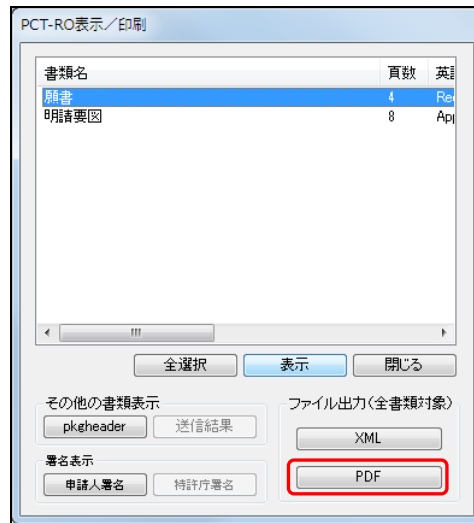 PCT-RO表示／印刷
書類名 頁数 英語
願書 4 Re
明請要図 8 App
全選択 表示 閉じる
その他の書類表示
pkgheader 送信結果
署名表示
申請人署名 特許庁署名
ファイル出力(全書類対象)
XML
PDF